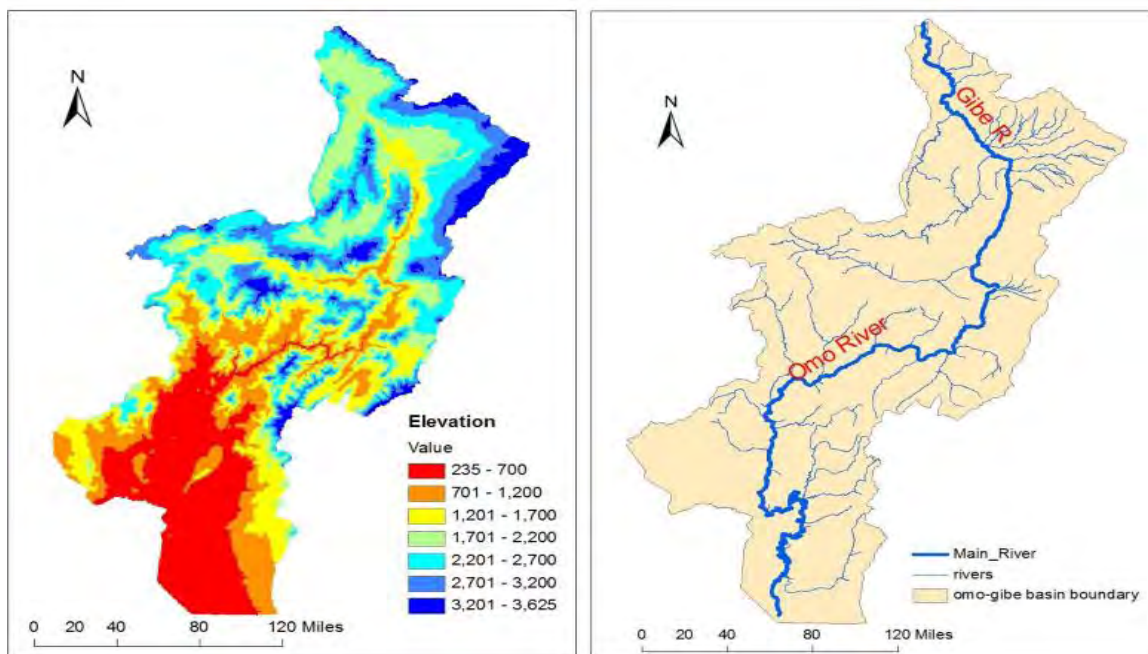 N
Elevation
Value
235 - 700
701 - 1,200
1,201 - 1,700
1,701 - 2,200
2,201 - 2,700
2,701 - 3,200
3,201 - 3,625
0 20 40 80 120 Miles
N
Gibe R
Omo River
Main_River
rivers
omo-gibe basin boundary
0 20 40 80 120 Miles